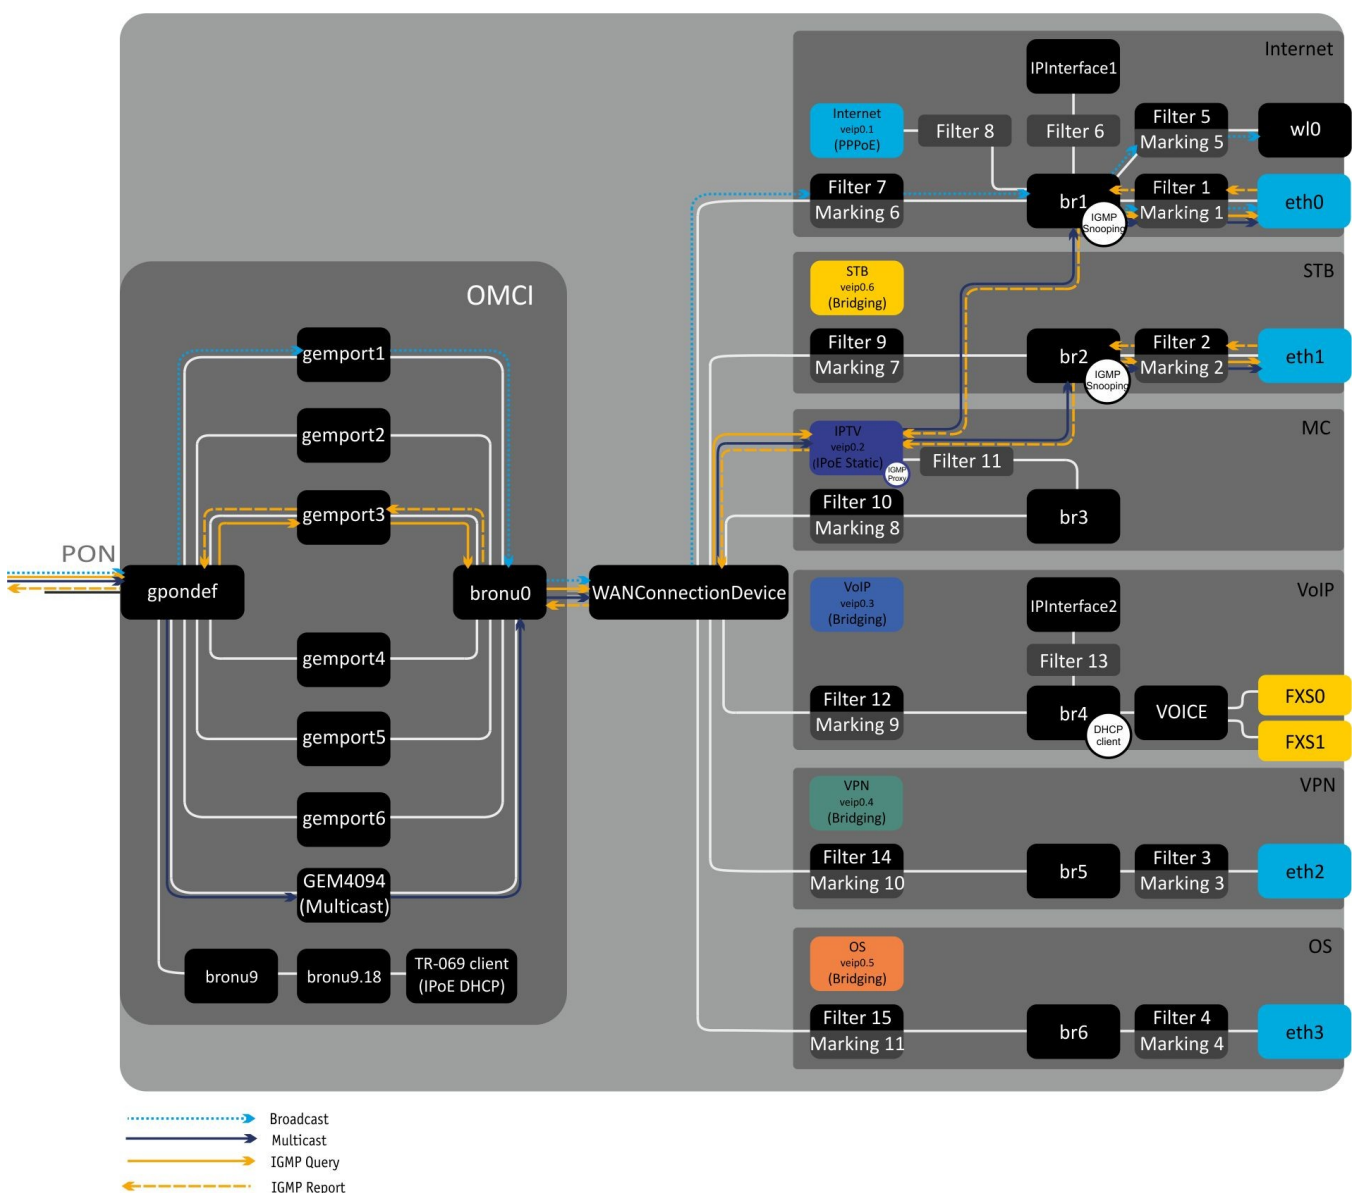 Internet
IPInterface1
Internet
veip0.1
(PPPoE)
Filter 8
Filter 6
Filter 5
Marking 5
wl0
Filter 7
Marking 6
br1
IGMP
Snooping
Filter 1
Marking 1
eth0
STB
STB
veip0.6
(Bridging)
Filter 9
Marking 7
br2
IGMP
Snooping
Filter 2
Marking 2
eth1
MC
IPTV
veip0.2
(IPoE Static)
IGMP
Proxy
Filter 11
Filter 10
Marking 8
br3
OMCI
gemport1
gemport2
gemport3
PON
gpondef
bronu0
WANConnectionDevice
gemport4
gemport5
gemport6
GEM4094
(Multicast)
bronu9
bronu9.18
TR-069 client
(IPoE DHCP)
VoIP
VoIP
veip0.3
(Bridging)
IPInterface2
Filter 13
Filter 12
Marking 9
br4
DHCP
client
VOICE
FXS0
FXS1
VPN
VPN
veip0.4
(Bridging)
Filter 14
Marking 10
br5
Filter 3
Marking 3
eth2
OS
OS
veip0.5
(Bridging)
Filter 15
Marking 11
br6
Filter 4
Marking 4
eth3
Broadcast
Multicast
IGMP Query
IGMP Report